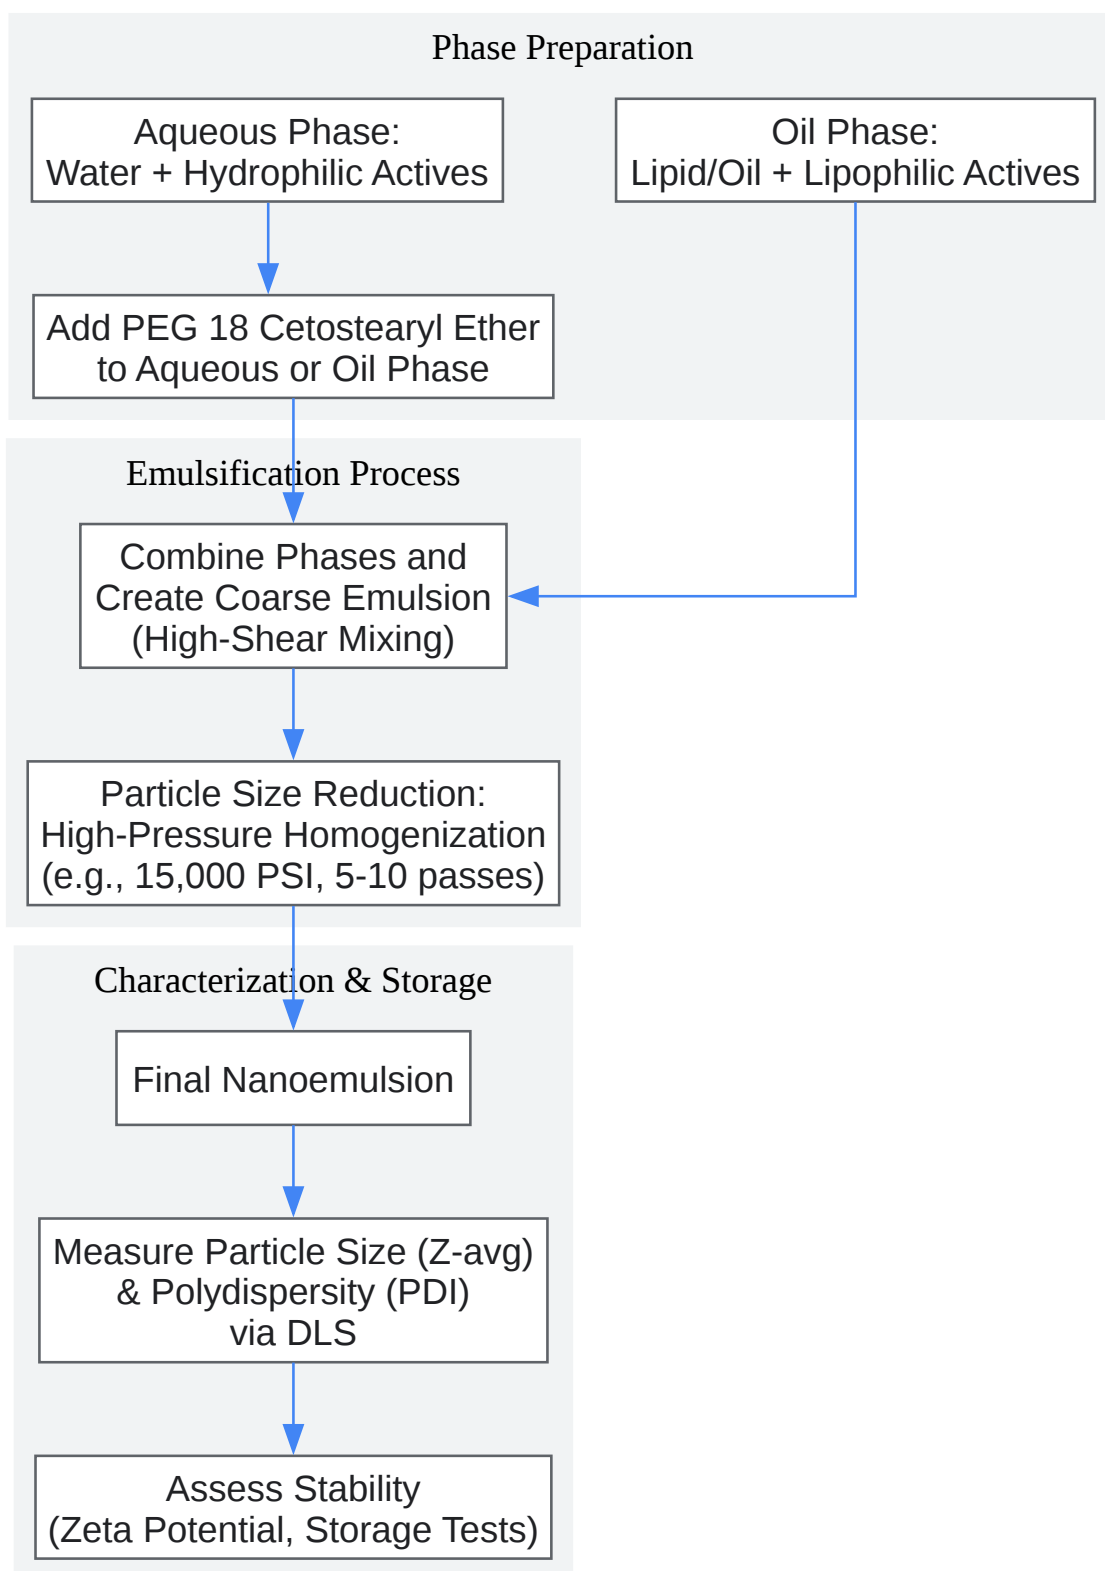 Phase Preparation
Aqueous Phase:
Water + Hydrophilic Actives
Oil Phase:
Lipid/Oil + Lipophilic Actives
Add PEG 18 Cetostearyl Ether
to Aqueous or Oil Phase
Emulsification Process
Combine Phases and
Create Coarse Emulsion
(High-Shear Mixing)
Particle Size Reduction:
High-Pressure Homogenization
(e.g., 15,000 PSI, 5-10 passes)
Characterization & Storage
Final Nanoemulsion
Measure Particle Size (Z-avg)
& Polydispersity (PDI)
via DLS
Assess Stability
(Zeta Potential, Storage Tests)